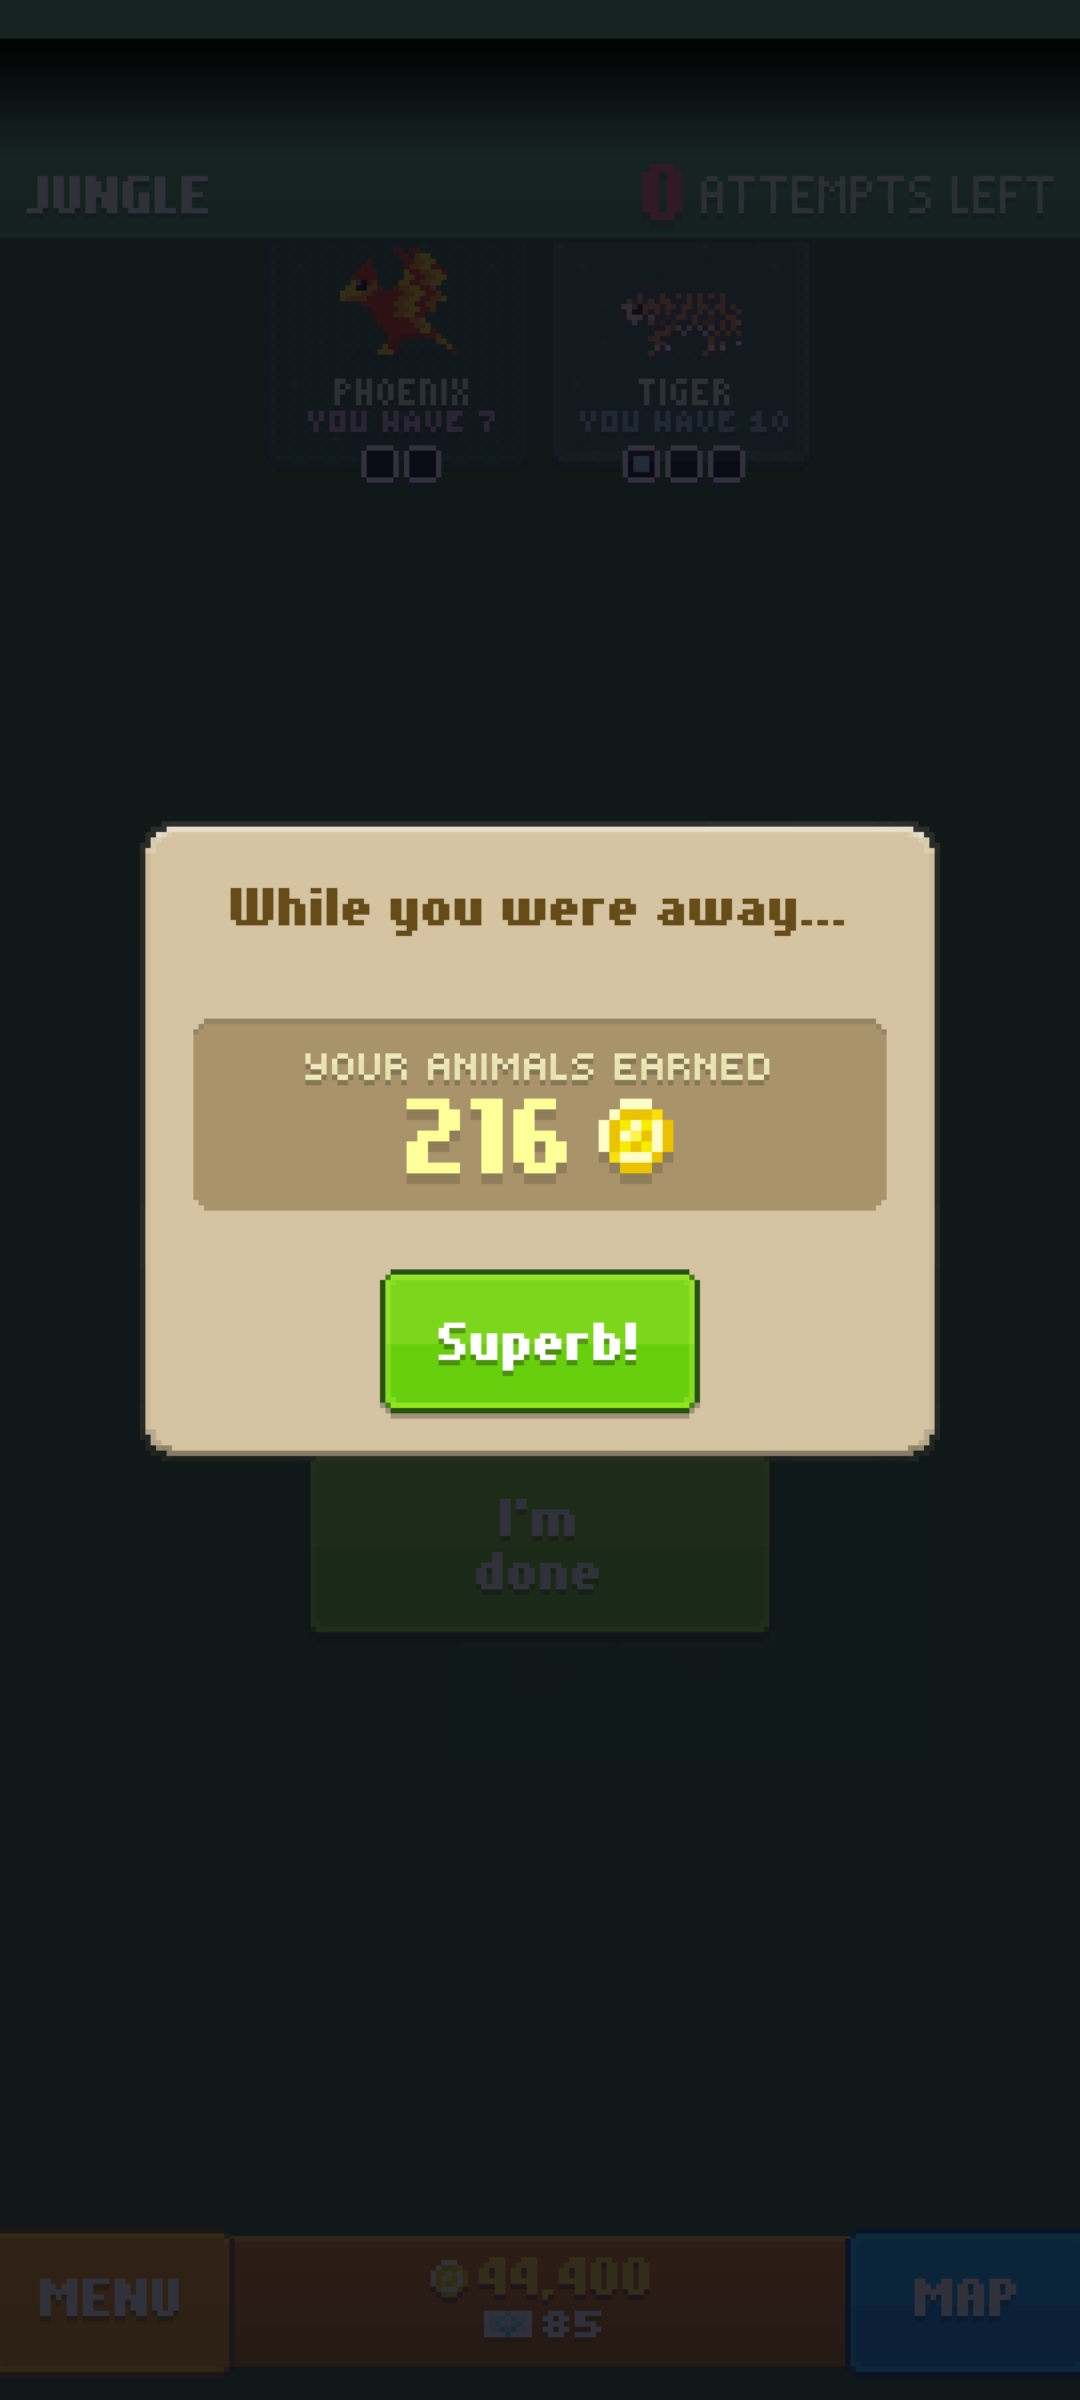 JUNGLE
0 ATTEMPTS LEFT
PHOENIX
YOU HAVE 7
TIGER
YOU HAVE 10
While you were away...
YOUR ANIMALS EARNED
216
Superb!
I'm
done
MENU
44,400
85
MAP